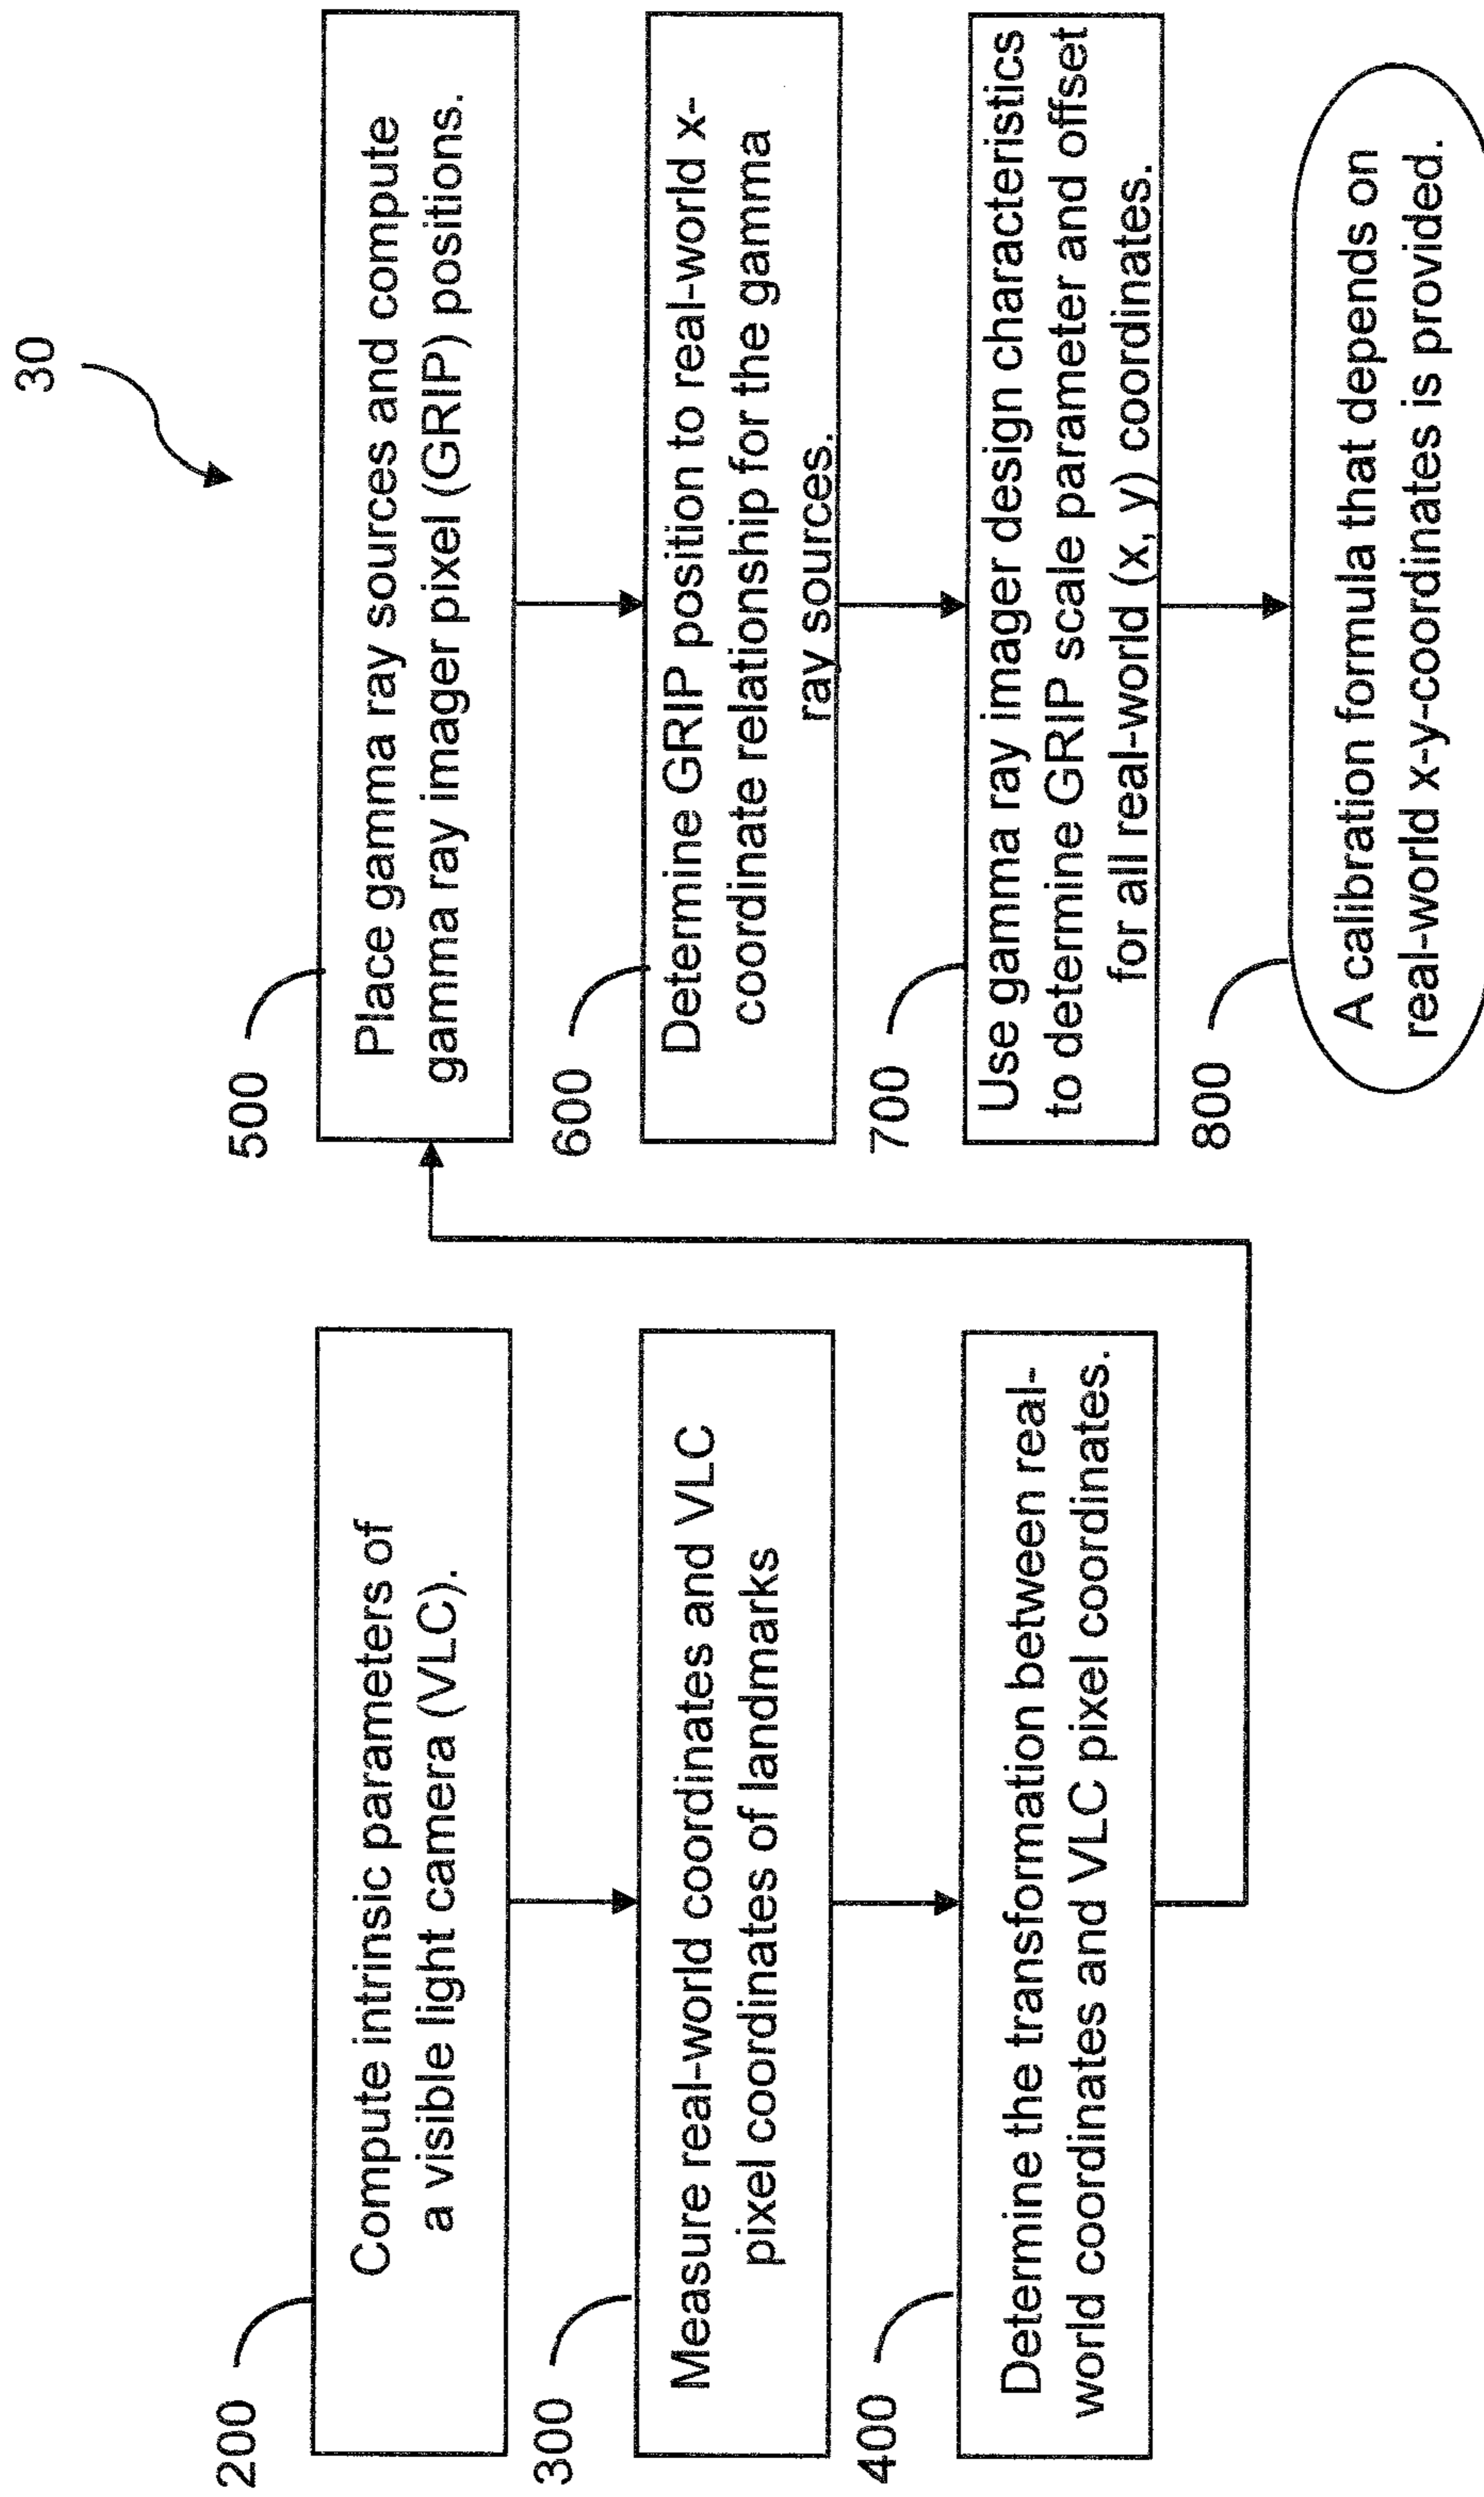 30
200
Compute intrinsic parameters of
a visible light camera (VLC).
300
Measure real-world coordinates and VLC
pixel coordinates of landmarks
400
Determine the transformation between real-
world coordinates and VLC pixel coordinates.
500
Place gamma ray sources and compute
gamma ray imager pixel (GRIP) positions.
600
Determine GRIP position to real-world x-
coordinate relationship for the gamma
ray sources.
700
Use gamma ray imager design characteristics
to determine GRIP scale parameter and offset
for all real-world (x, y) coordinates.
800
A calibration formula that depends on
real-world x-y-coordinates is provided.